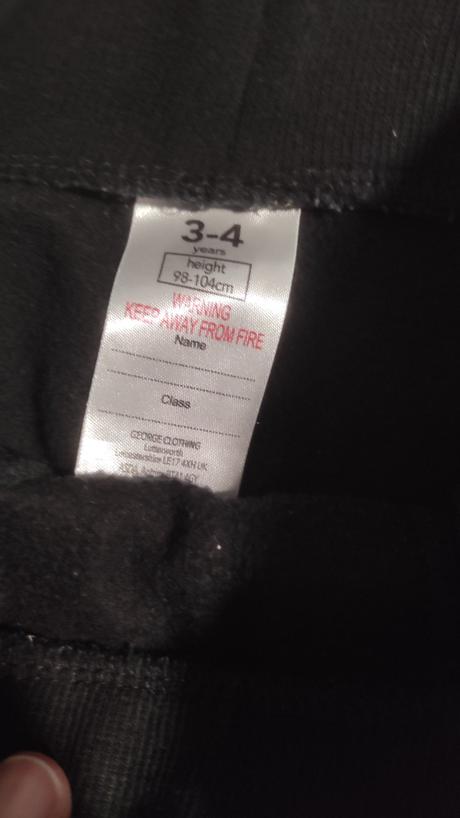 3-4
years
height
98-104cm
WARNING
KEEP AWAY FROM FIRE
Name
Class
GEORGE CLOTHING
Lutterworth
Leicestershire LE17 4XH UK
ASDA